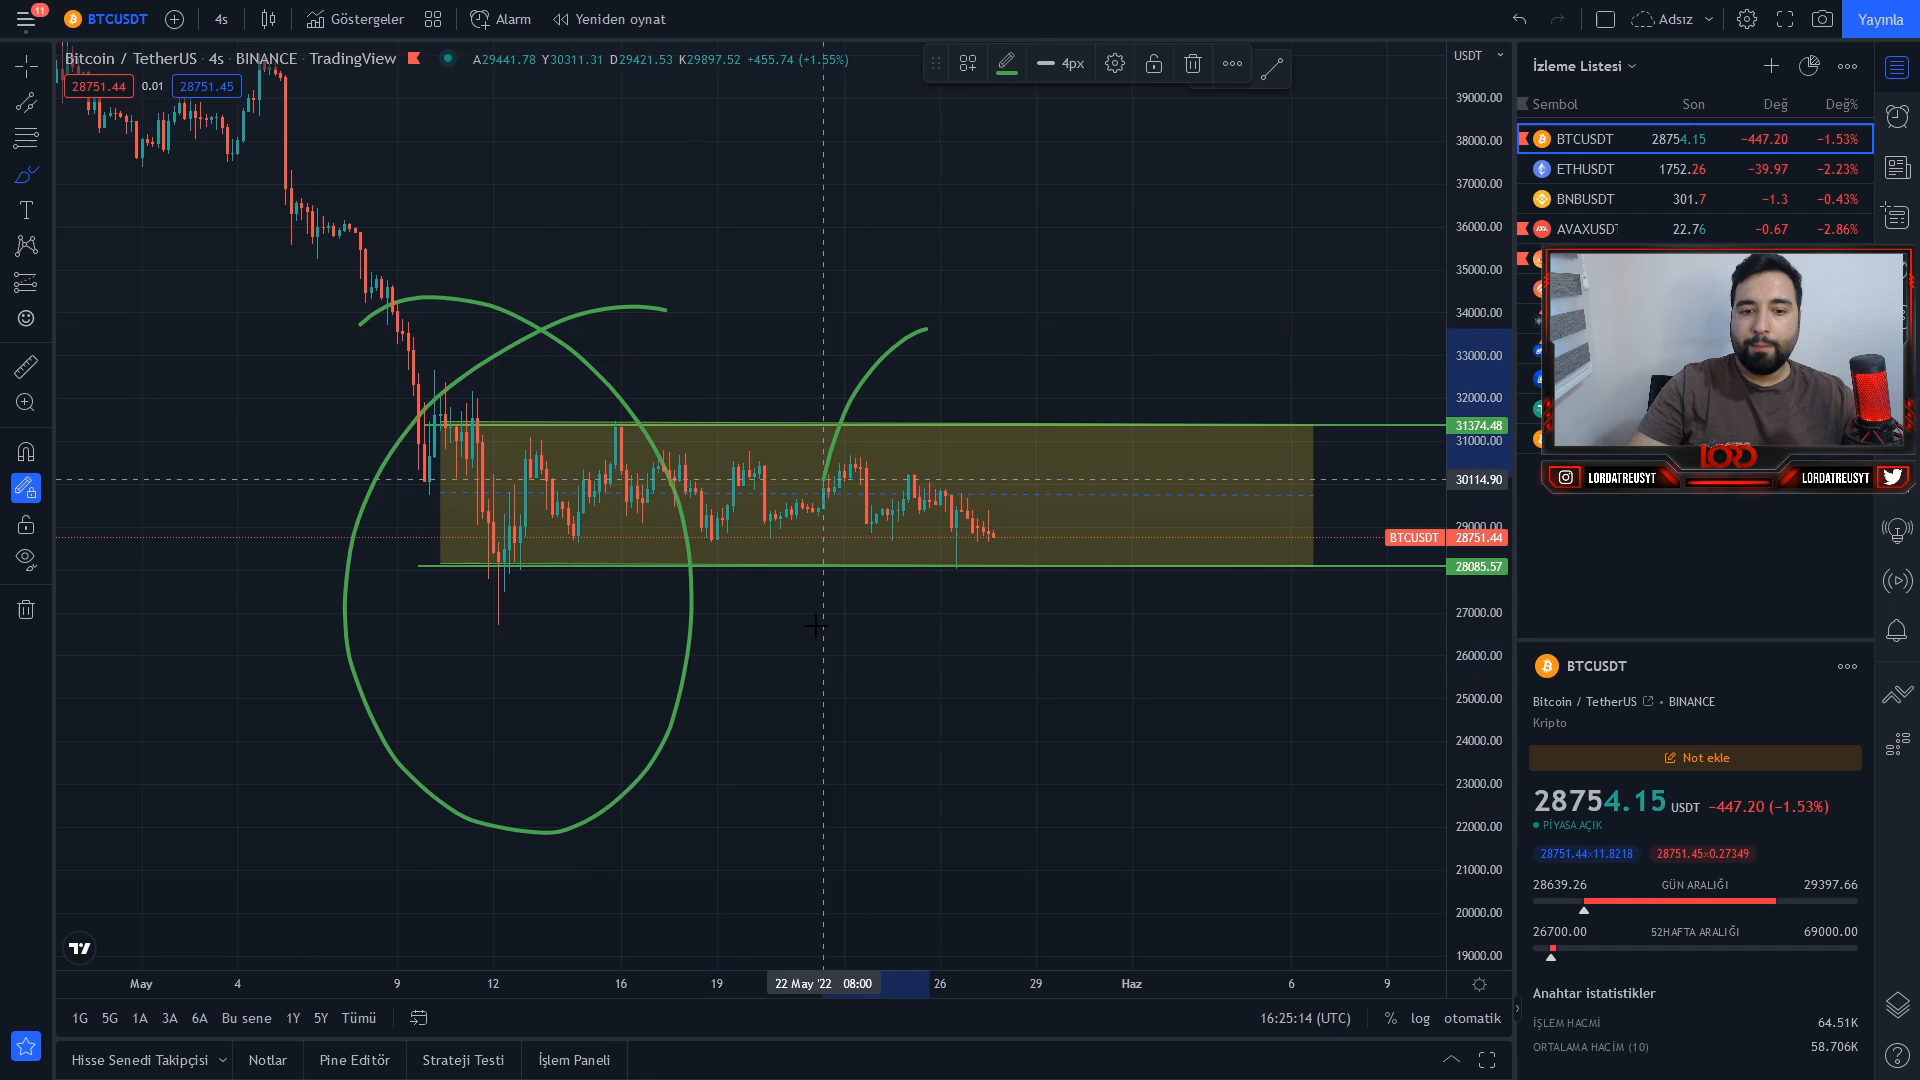 11
BTCUSDT
4s
Göstergeler
Alarm
Yeniden oynat
Adsız
Yayınla
Bitcoin / TetherUS · 4s · BINANCE · TradingView
A29441.78 Y30311.31 D29421.53 K29897.52 +455.74 (+1.55%)
28751.44
0.01
28751.45
4px
USDT
39000.00
38000.00
37000.00
36000.00
35000.00
34000.00
33000.00
32000.00
31374.48
31000.00
30114.90
29000.00
BTCUSDT
28751.44
28085.57
27000.00
26000.00
25000.00
24000.00
23000.00
22000.00
21000.00
20000.00
19000.00
May
4
9
12
16
19
22 May '22 08:00
26
29
Haz
6
9
1G
5G
1A
3A
6A
Bu sene
1Y
5Y
Tümü
16:25:14 (UTC)
%
log
otomatik
Hisse Senedi Takipçisi
Notlar
Pine Editör
Strateji Testi
İşlem Paneli
İzleme Listesi
Sembol Son Değ Değ%
BTCUSDT 28754.15 −447.20 −1.53%
ETHUSDT 1752.26 −39.97 −2.23%
BNBUSDT 301.7 −1.3 −0.43%
AVAXUSDT 22.76 −0.67 −2.86%
LORD
LORDATREUSYT
LORDATREUSYT
BTCUSDT
Bitcoin / TetherUS • BINANCE
Kripto
Not ekle
28754.15 USDT −447.20 (−1.53%)
PİYASA AÇIK
28751.44×11.8218
28751.45×0.27349
28639.26 GÜN ARALIĞI 29397.66
26700.00 52HAFTA ARALIĞI 69000.00
Anahtar istatistikler
İŞLEM HACMİ 64.51K
ORTALAMA HACİM (10) 58.706K